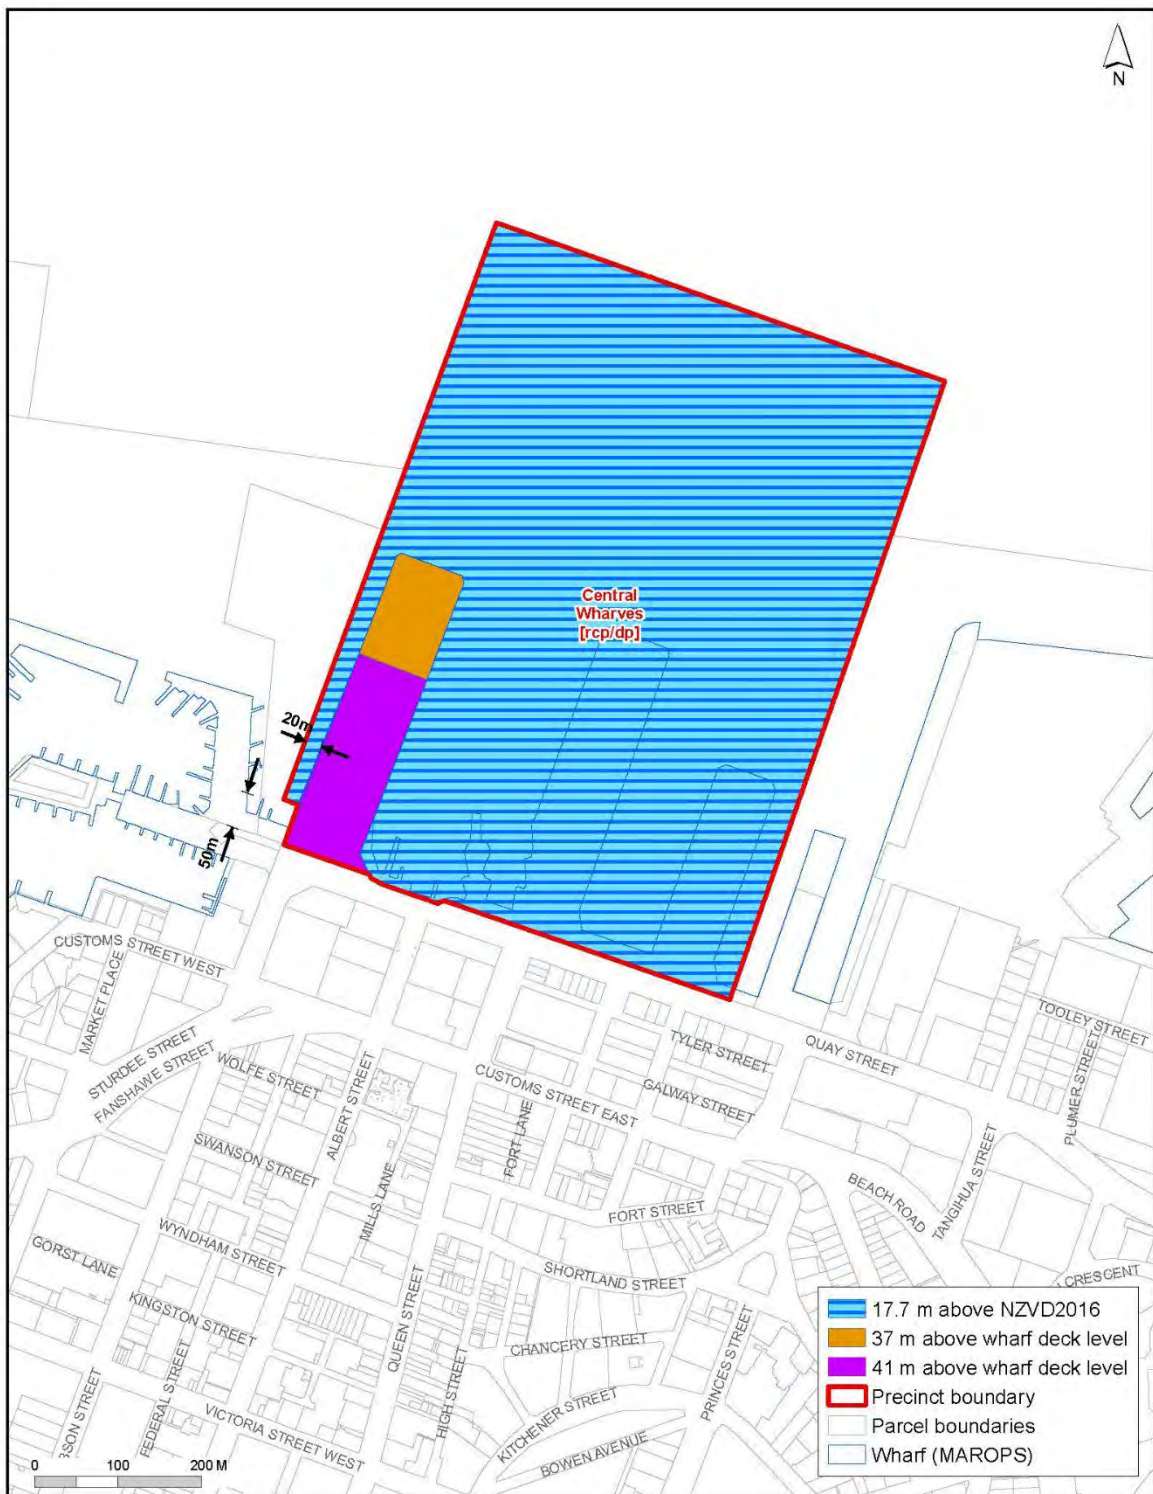 N
Central
Wharves
[rcp/dp]
20m
50m
CUSTOMS STREET WEST
MARKET PLACE
STURDEE STREET
FANSHAWE STREET
WOLFE STREET
ALBERT STREET
SWANSON STREET
MILLS LANE
WYNDHAM STREET
GORST LANE
KINGSTON STREET
QUEEN STREET
HIGH STREET
FEDERAL STREET
BSON STREET
VICTORIA STREET WEST
CUSTOMS STREET EAST
FORT LANE
TYLER STREET
GALWAY STREET
QUAY STREET
TOOLEY STREET
PLUMER STREET
TANGIHUA STREET
BEACH ROAD
FORT STREET
SHORTLAND STREET
CHANCERY STREET
KITCHENER STREET
BOWEN AVENUE
PRINCES STREET
CRESCENT
17.7 m above NZVD2016
37 m above wharf deck level
41 m above wharf deck level
Precinct boundary
Parcel boundaries
Wharf (MAROPS)
0 100 200 M